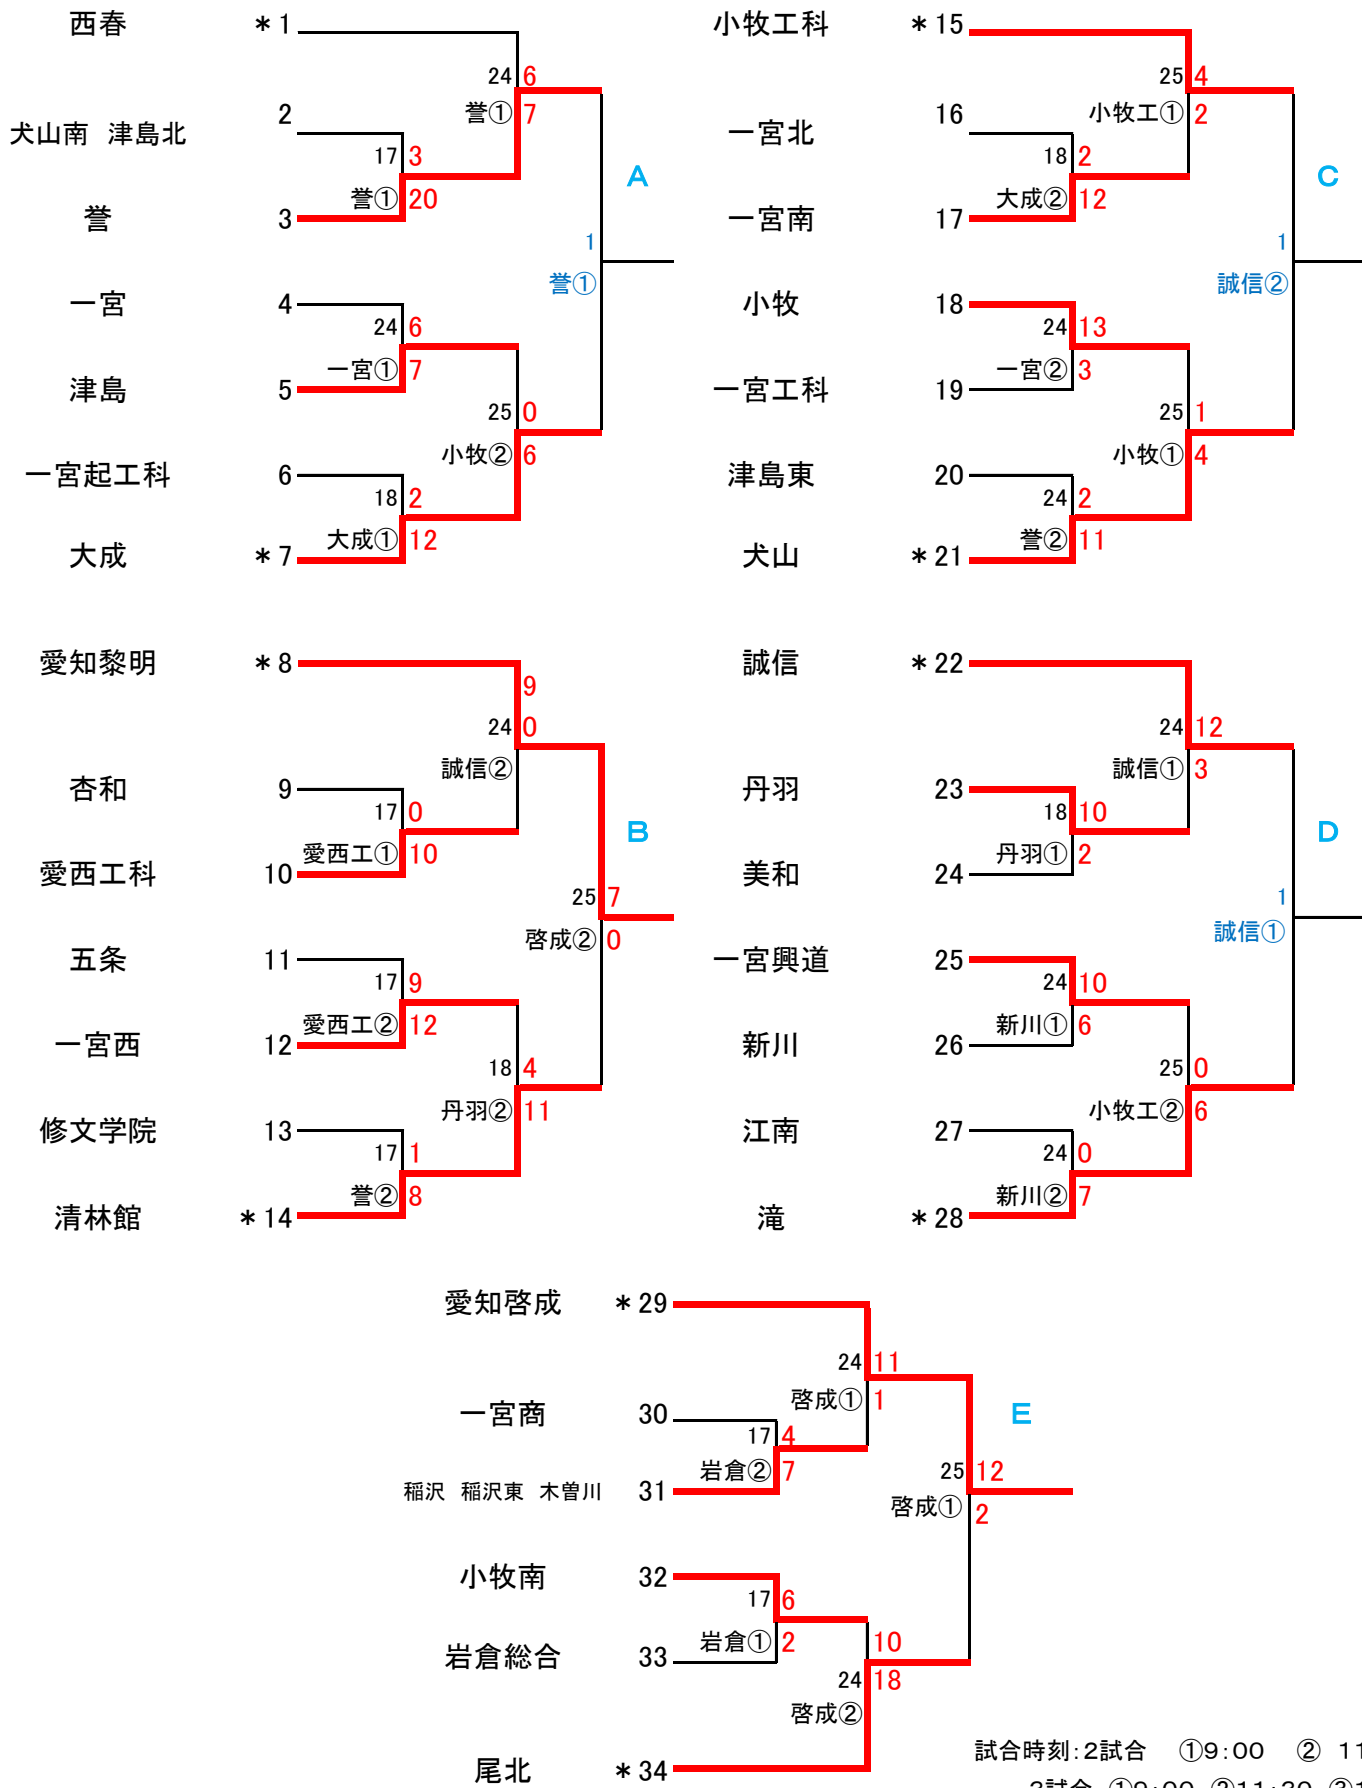 西春 ＊1
24 6
誉① 7
犬山南 津島北 2
17 3
誉① 20
誉 3
A
1
誉①
一宮 4
24 6
一宮① 7
津島 5
25 0
小牧② 6
一宮起工科 6
18 2
大成① 12
大成 ＊7
小牧工科 ＊15
25 4
小牧工① 2
一宮北 16
18 2
大成② 12
一宮南 17
C
1
誠信②
小牧 18
24 13
一宮② 3
一宮工科 19
25 1
小牧① 4
津島東 20
24 2
誉② 11
犬山 ＊21
愛知黎明 ＊8
9
24 0
誠信②
杏和 9
17 0
愛西工① 10
愛西工科 10
B
25 7
啓成② 0
五条 11
17 9
愛西工② 12
一宮西 12
18 4
丹羽② 11
修文学院 13
17 1
誉② 8
清林館 ＊14
誠信 ＊22
24 12
誠信① 3
丹羽 23
18 10
丹羽① 2
美和 24
D
1
誠信①
一宮興道 25
24 10
新川① 6
新川 26
25 0
小牧工② 6
江南 27
24 0
新川② 7
滝 ＊28
愛知啓成 ＊29
24 11
啓成① 1
一宮商 30
17 4
岩倉② 7
稲沢 稲沢東 木曽川 31
E
25 12
啓成① 2
小牧南 32
17 6
岩倉① 2
岩倉総合 33
10
24 18
啓成②
尾北 ＊34
試合時刻：2試合 ①9：00 ② 11
3試合 ①9：00 ②11：30 ③1